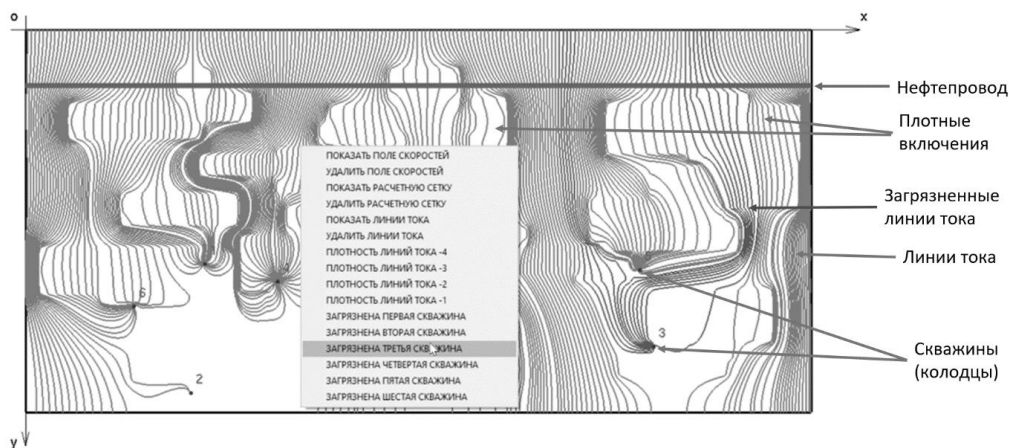 o
x
Нефтепровод
Плотные
включения
ПОКАЗАТЬ ПОЛЕ СКОРОСТЕЙ
УДАЛИТЬ ПОЛЕ СКОРОСТЕЙ
ПОКАЗАТЬ РАСЧЕТНУЮ СЕТКУ
УДАЛИТЬ РАСЧЕТНУЮ СЕТКУ
ПОКАЗАТЬ ЛИНИИ ТОКА
УДАЛИТЬ ЛИНИИ ТОКА
ПЛОТНОСТЬ ЛИНИЙ ТОКА -4
ПЛОТНОСТЬ ЛИНИЙ ТОКА -3
ПЛОТНОСТЬ ЛИНИЙ ТОКА -2
ПЛОТНОСТЬ ЛИНИЙ ТОКА -1
ЗАГРЯЗНЕНА ПЕРВАЯ СКВАЖИНА
ЗАГРЯЗНЕНА ВТОРАЯ СКВАЖИНА
ЗАГРЯЗНЕНА ТРЕТЬЯ СКВАЖИНА
ЗАГРЯЗНЕНА ЧЕТВЕРТАЯ СКВАЖИНА
ЗАГРЯЗНЕНА ПЯТАЯ СКВАЖИНА
ЗАГРЯЗНЕНА ШЕСТАЯ СКВАЖИНА
Загрязненные
линии тока
Линии тока
6
3
2
Скважины
(колодцы)
y